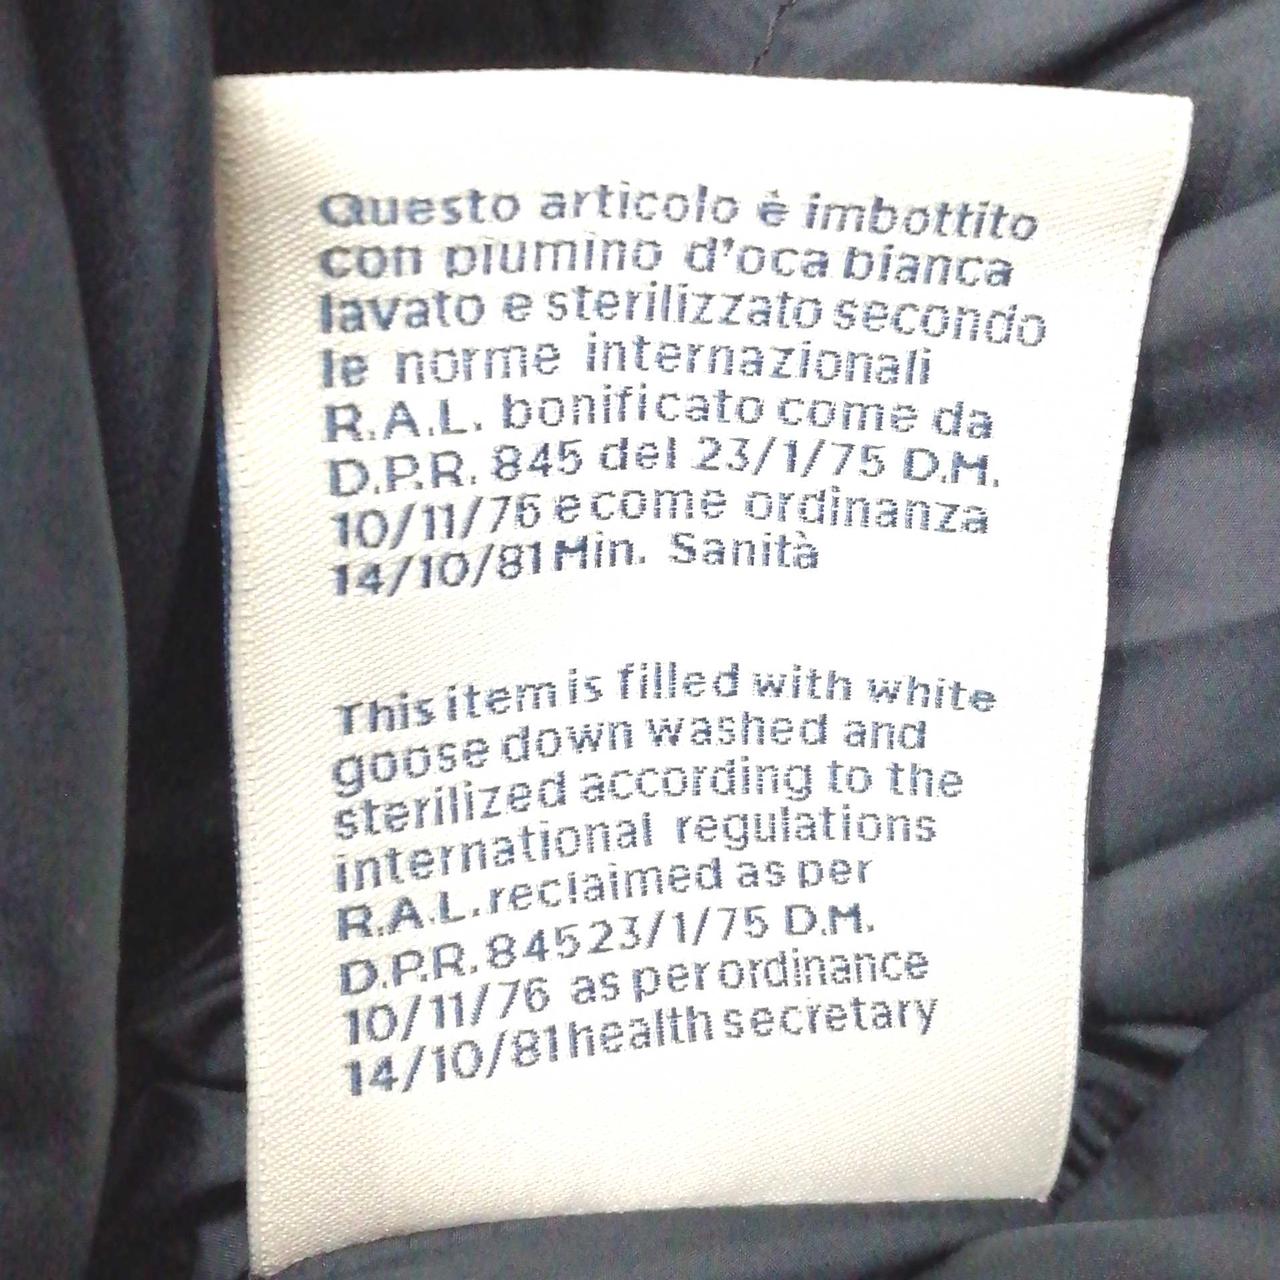 Questo articolo è imbottito
con piumino d'oca bianca
lavato e sterilizzato secondo
le norme internazionali
R.A.L. bonificato come da
D.P.R. 845 del 23/1/75 D.M.
10/11/76 e come ordinanza
14/10/81 Min. Sanità
This item is filled with white
goose down washed and
sterilized according to the
international regulations
R.A.L. reclaimed as per
D.P.R. 845 23/1/75 D.M.
10/11/76 as per ordinance
14/10/81 health secretary